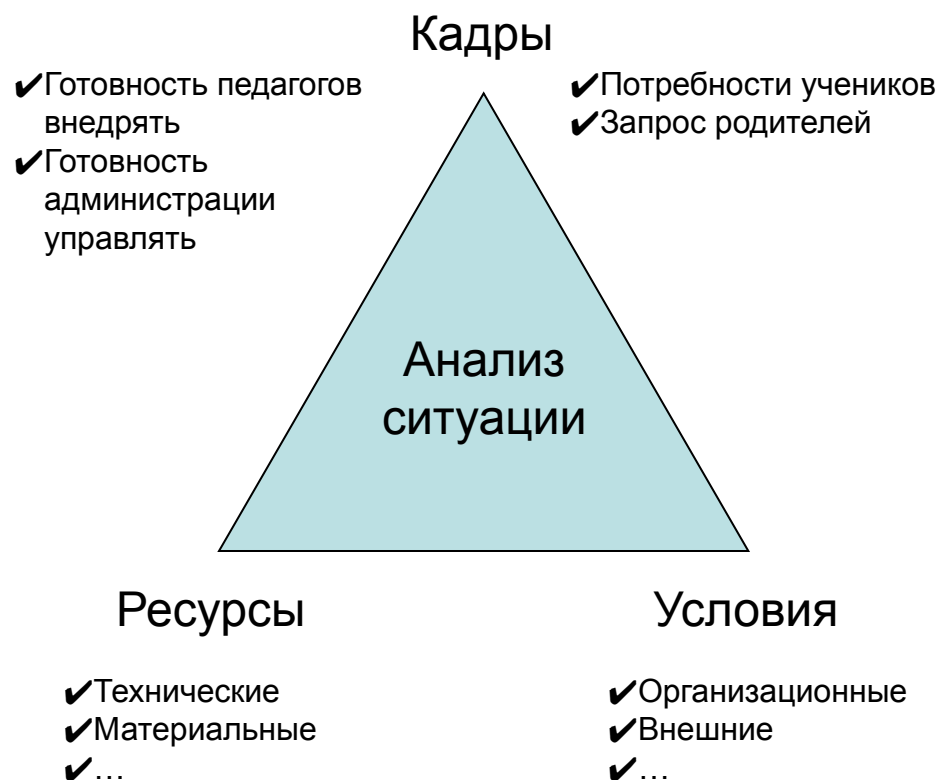 Кадры
✔Готовность педагогов
внедрять
✔Готовность
администрации
управлять
✔Потребности учеников
✔Запрос родителей
Анализ
ситуации
Ресурсы
✔Технические
✔Материальные
✔...
Условия
✔Организационные
✔Внешние
✔...